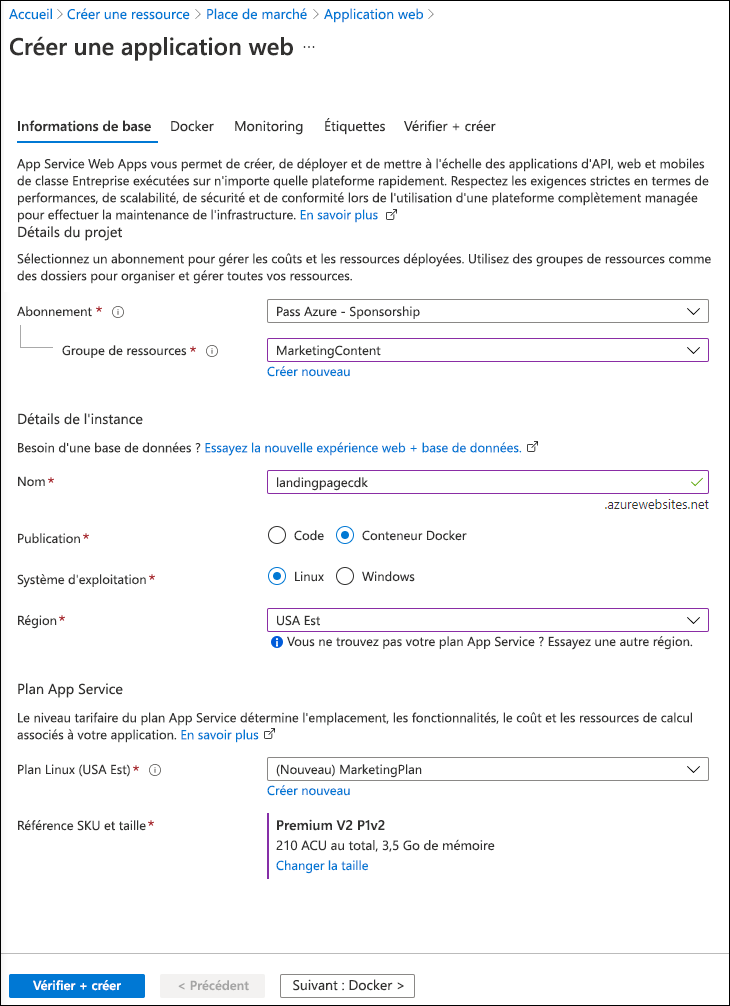 Accueil > Créer une ressource > Place de marché > Application web >
Créer une application web ...
Informations de base Docker Monitoring Étiquettes Vérifier + créer
App Service Web Apps vous permet de créer, de déployer et de mettre à l'échelle des applications d'API, web et mobiles
de classe Entreprise exécutées sur n'importe quelle plateforme rapidement. Respectez les exigences strictes en termes de
performances, de scalabilité, de sécurité et de conformité lors de l'utilisation d'une plateforme complètement managée
pour effectuer la maintenance de l'infrastructure. En savoir plus
Détails du projet
Sélectionnez un abonnement pour gérer les coûts et les ressources déployées. Utilisez des groupes de ressources comme
des dossiers pour organiser et gérer toutes vos ressources.
Abonnement * Pass Azure - Sponsorship
Groupe de ressources * MarketingContent
Créer nouveau
Détails de l'instance
Besoin d'une base de données ? Essayez la nouvelle expérience web + base de données.
Nom * landingpagecdk
.azurewebsites.net
Publication * Code Conteneur Docker
Système d'exploitation * Linux Windows
Région * USA Est
Vous ne trouvez pas votre plan App Service ? Essayez une autre région.
Plan App Service
Le niveau tarifaire du plan App Service détermine l'emplacement, les fonctionnalités, le coût et les ressources de calcul
associés à votre application. En savoir plus
Plan Linux (USA Est) * (Nouveau) MarketingPlan
Créer nouveau
Référence SKU et taille * Premium V2 P1v2
210 ACU au total, 3,5 Go de mémoire
Changer la taille
Vérifier + créer < Précédent Suivant : Docker >